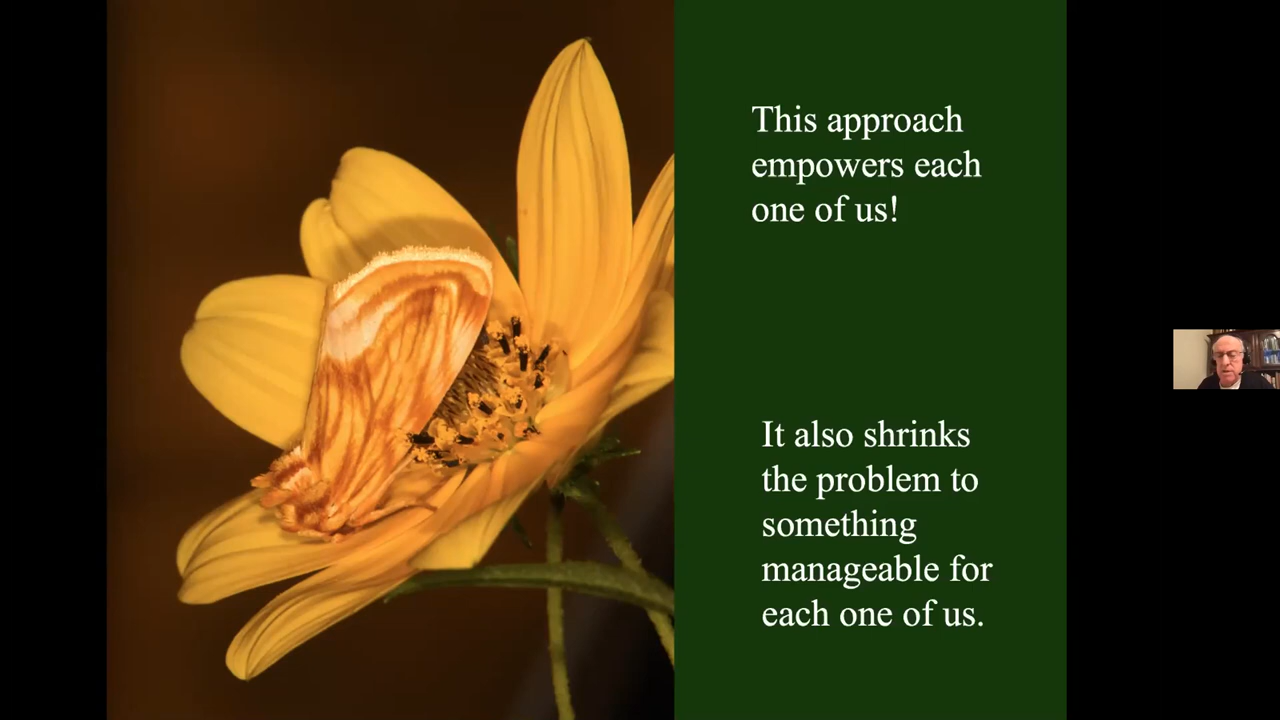 This approach
empowers each
one of us!
It also shrinks
the problem to
something
manageable for
each one of us.